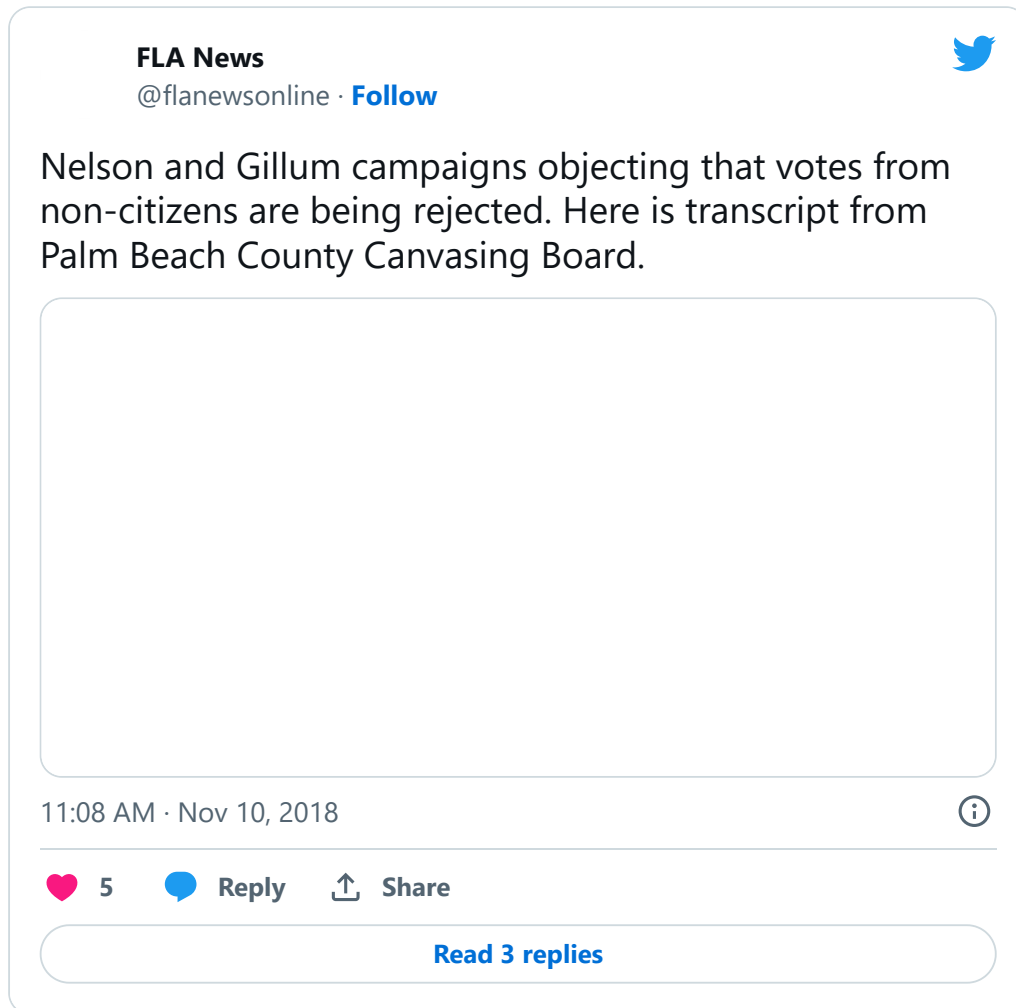 FLA News
@flanewsonline · Follow
Nelson and Gillum campaigns objecting that votes from
non-citizens are being rejected. Here is transcript from
Palm Beach County Canvasing Board.
11:08 AM · Nov 10, 2018
5 Reply Share
Read 3 replies